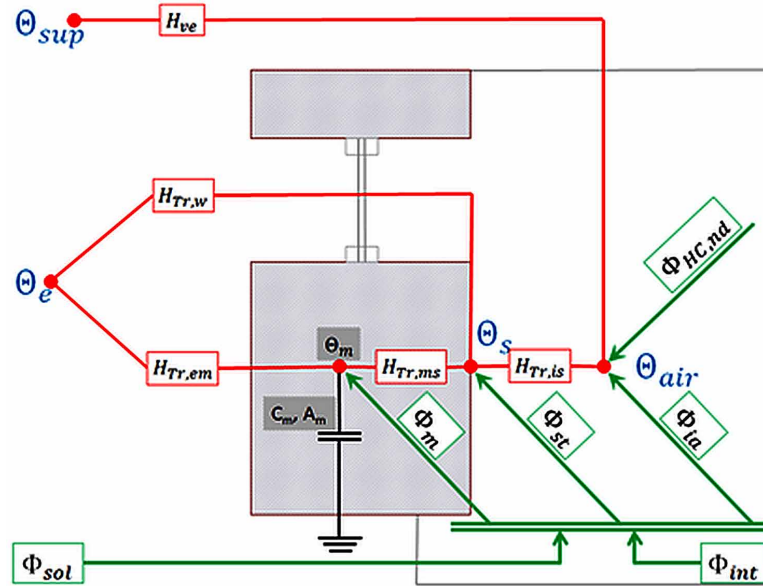 Θsup
Hve
HTr,w
ΦHC,nd
Θe
Θm
Θs
HTr,em
HTr,ms
HTr,is
Θair
Cm, Am
Φm
Φst
Φia
Φsol
Φint